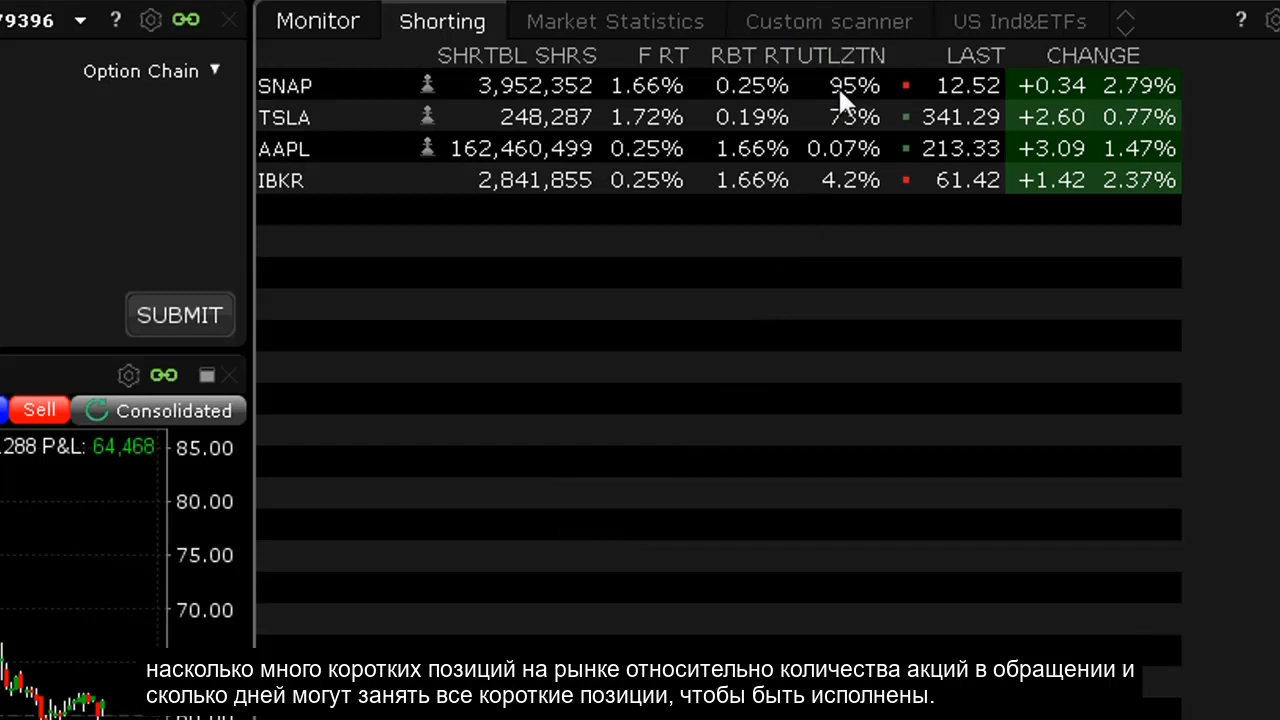 79396 ?
Monitor Shorting Market Statistics Custom scanner US Ind&ETFs ?
Option Chain
SHRTBL SHRS F RT RBT RT UTLZTN LAST CHANGE
SNAP 3,952,352 1.66% 0.25% 95% 12.52 +0.34 2.79%
TSLA 248,287 1.72% 0.19% 73% 341.29 +2.60 0.77%
AAPL 162,460,499 0.25% 1.66% 0.07% 213.33 +3.09 1.47%
IBKR 2,841,855 0.25% 1.66% 4.2% 61.42 +1.42 2.37%
SUBMIT
Sell Consolidated
.288 P&L: 64,468
85.00
80.00
75.00
70.00
насколько много коротких позиций на рынке относительно количества акций в обращении и
сколько дней могут занять все короткие позиции, чтобы быть исполнены.